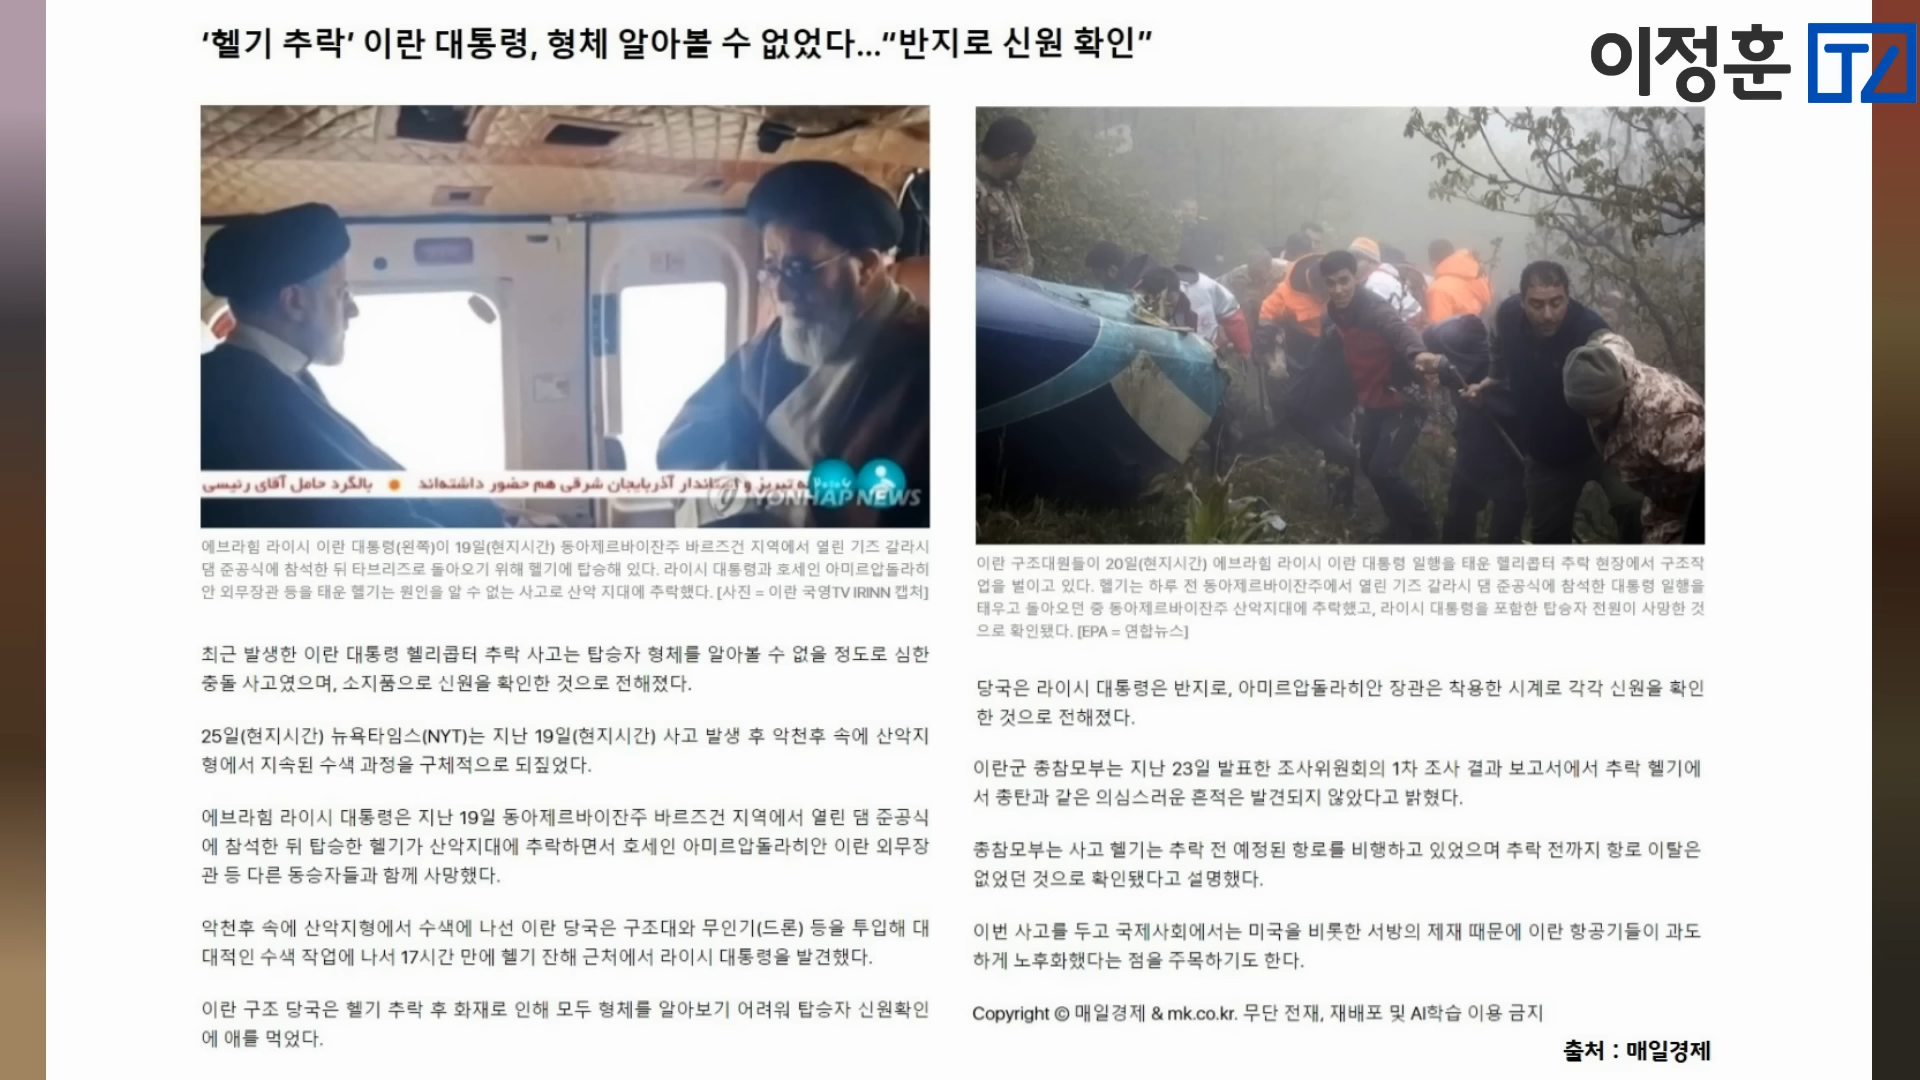 ‘헬기 추락’ 이란 대통령, 형체 알아볼 수 없었다...“반지로 신원 확인”
이정훈 TV
بالگرد حامل آقای رئیسی
تبریز و استاندار آذربایجان شرقی هم حضور داشته‌اند
YONHAP NEWS
에브라힘 라이시 이란 대통령(왼쪽)이 19일(현지시간) 동아제르바이잔주 바르즈건 지역에서 열린 기즈 갈라시
댐 준공식에 참석한 뒤 타브리즈로 돌아오기 위해 헬기에 탑승해 있다. 라이시 대통령과 호세인 아미르압돌라히
안 외무장관 등을 태운 헬기는 원인을 알 수 없는 사고로 산악 지대에 추락했다. [사진 = 이란 국영TV IRINN 캡처]
최근 발생한 이란 대통령 헬리콥터 추락 사고는 탑승자 형체를 알아볼 수 없을 정도로 심한
충돌 사고였으며, 소지품으로 신원을 확인한 것으로 전해졌다.
25일(현지시간) 뉴욕타임스(NYT)는 지난 19일(현지시간) 사고 발생 후 악천후 속에 산악지
형에서 지속된 수색 과정을 구체적으로 되짚었다.
에브라힘 라이시 대통령은 지난 19일 동아제르바이잔주 바르즈건 지역에서 열린 댐 준공식
에 참석한 뒤 탑승한 헬기가 산악지대에 추락하면서 호세인 아미르압돌라히안 이란 외무장
관 등 다른 동승자들과 함께 사망했다.
악천후 속에 산악지형에서 수색에 나선 이란 당국은 구조대와 무인기(드론) 등을 투입해 대
대적인 수색 작업에 나서 17시간 만에 헬기 잔해 근처에서 라이시 대통령을 발견했다.
이란 구조 당국은 헬기 추락 후 화재로 인해 모두 형체를 알아보기 어려워 탑승자 신원확인
에 애를 먹었다.
이란 구조대원들이 20일(현지시간) 에브라힘 라이시 이란 대통령 일행을 태운 헬리콥터 추락 현장에서 구조작
업을 벌이고 있다. 헬기는 하루 전 동아제르바이잔주에서 열린 기즈 갈라시 댐 준공식에 참석한 대통령 일행을
태우고 돌아오던 중 동아제르바이잔주 산악지대에 추락했고, 라이시 대통령을 포함한 탑승자 전원이 사망한 것
으로 확인됐다. [EPA = 연합뉴스]
당국은 라이시 대통령은 반지로, 아미르압돌라히안 장관은 착용한 시계로 각각 신원을 확인
한 것으로 전해졌다.
이란군 총참모부는 지난 23일 발표한 조사위원회의 1차 조사 결과 보고서에서 추락 헬기에
서 총탄과 같은 의심스러운 흔적은 발견되지 않았다고 밝혔다.
총참모부는 사고 헬기는 추락 전 예정된 항로를 비행하고 있었으며 추락 전까지 항로 이탈은
없었던 것으로 확인됐다고 설명했다.
이번 사고를 두고 국제사회에서는 미국을 비롯한 서방의 제재 때문에 이란 항공기들이 과도
하게 노후화했다는 점을 주목하기도 한다.
Copyright © 매일경제 & mk.co.kr. 무단 전재, 재배포 및 AI학습 이용 금지
출처 : 매일경제